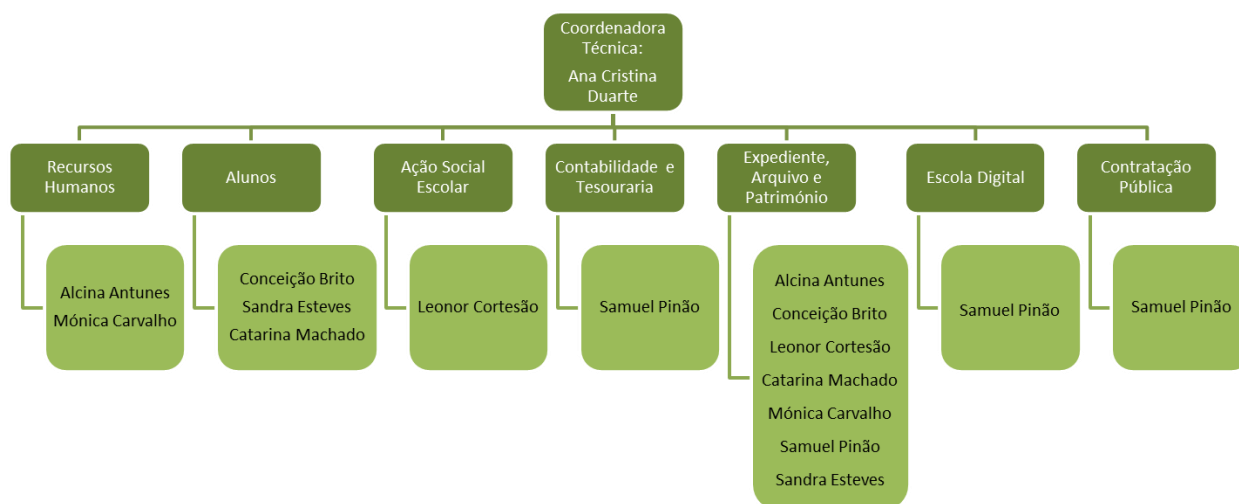 Coordenadora
Técnica:
Ana Cristina
Duarte
Recursos
Humanos
Alunos
Ação Social
Escolar
Contabilidade e
Tesouraria
Expediente,
Arquivo e
Património
Escola Digital
Contratação
Pública
Alcina Antunes
Mónica Carvalho
Conceição Brito
Sandra Esteves
Catarina Machado
Leonor Cortesão
Samuel Pinão
Alcina Antunes
Conceição Brito
Leonor Cortesão
Catarina Machado
Mónica Carvalho
Samuel Pinão
Sandra Esteves
Samuel Pinão
Samuel Pinão